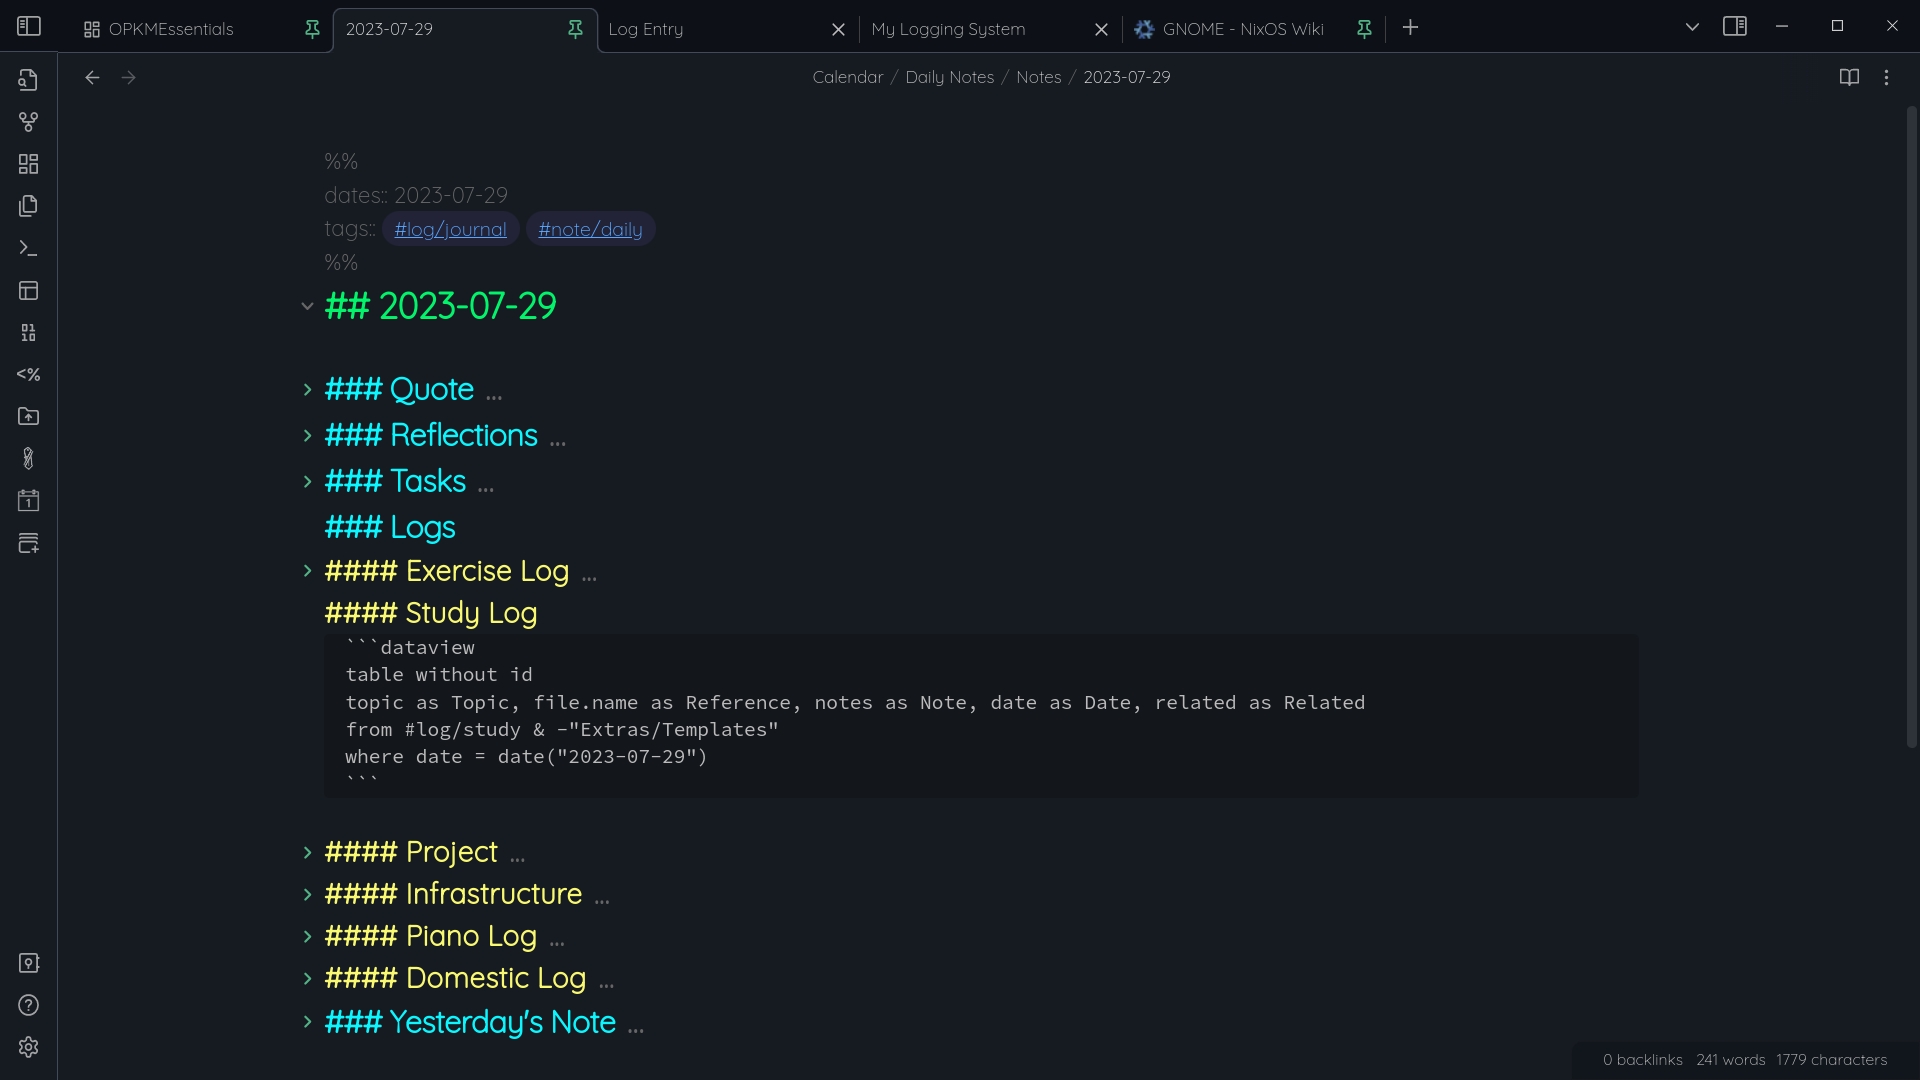 OPKMEssentials
2023-07-29
Log Entry
My Logging System
GNOME - NixOS Wiki
Calendar / Daily Notes / Notes / 2023-07-29
%%
dates:: 2023-07-29
tags:: #log/journal #note/daily
%%
## 2023-07-29
### Quote ...
### Reflections ...
### Tasks ...
### Logs
#### Exercise Log ...
#### Study Log
```dataview
table without id
topic as Topic, file.name as Reference, notes as Note, date as Date, related as Related
from #log/study & -"Extras/Templates"
where date = date("2023-07-29")
```
#### Project ...
#### Infrastructure ...
#### Piano Log ...
#### Domestic Log ...
### Yesterday's Note ...
0 backlinks 241 words 1779 characters